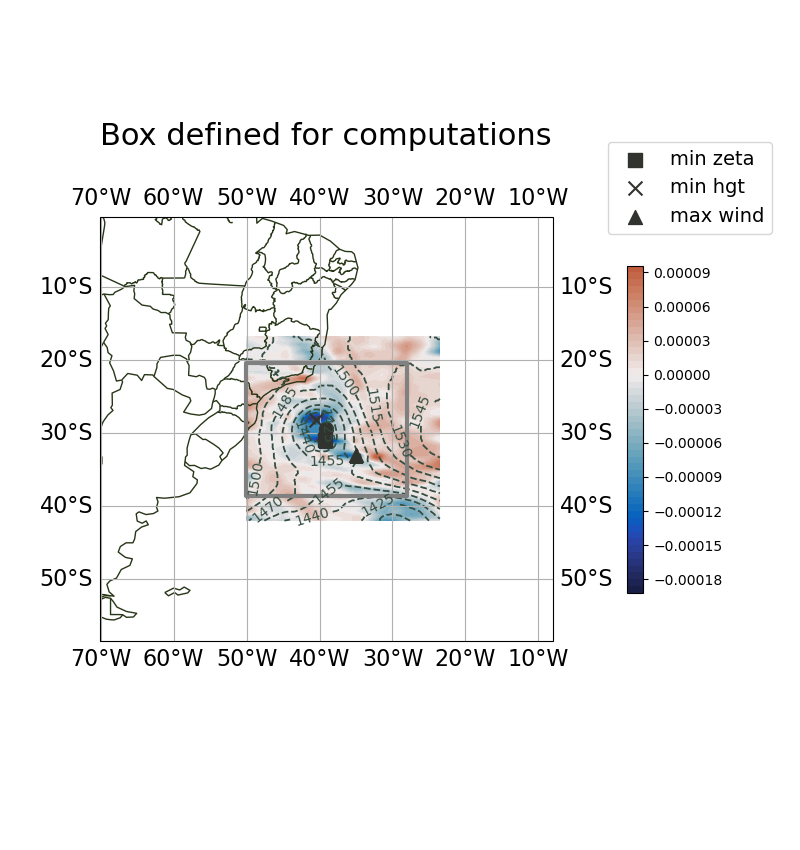 Box defined for computations
min zeta
min hgt
max wind
70°W 60°W 50°W 40°W 30°W 20°W 10°W
10°S 10°S
20°S 20°S
30°S 30°S
40°S 40°S
50°S 50°S
70°W 60°W 50°W 40°W 30°W 20°W 10°W
0.00009
0.00006
0.00003
0.00000
−0.00003
−0.00006
−0.00009
−0.00012
−0.00015
−0.00018
1500
1485
1515
1545
1530
1455
1500
1455
1470
1440
1425